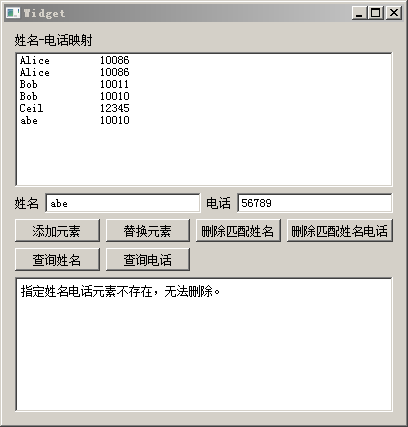 Widget
姓名-电话映射
Alice 10086
Alice 10086
Bob 10011
Bob 10010
Ceil 12345
abe 10010
姓名 abe 电话 56789
添加元素 替换元素 删除匹配姓名 删除匹配姓名电话
查询姓名 查询电话
指定姓名电话元素不存在，无法删除。